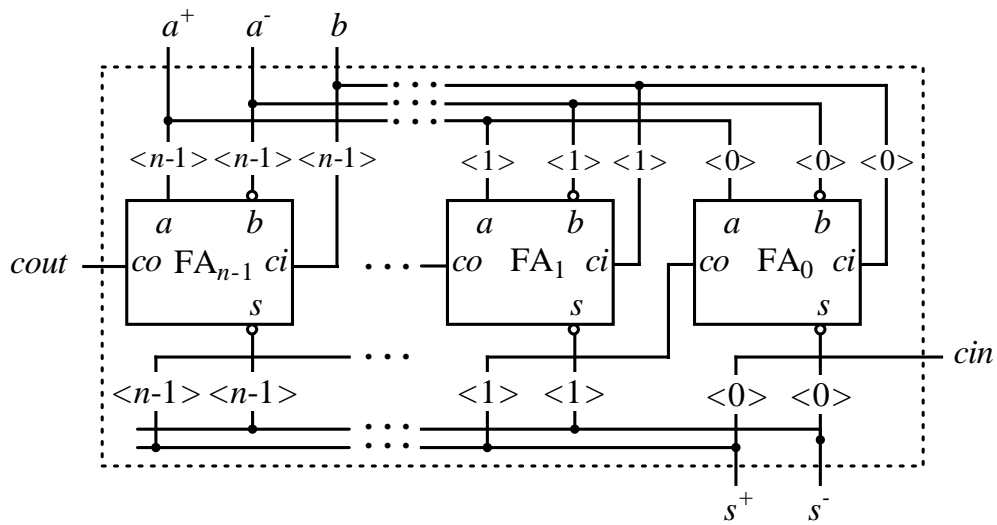 a⁺ a⁻ b
<n-1> <n-1> <n-1> <1> <1> <1> <0> <0> <0>
a b a b a b
cout co FAₙ₋₁ ci co FA₁ ci co FA₀ ci
s s s
cin
<n-1> <n-1> <1> <1> <0> <0>
s⁺ s⁻